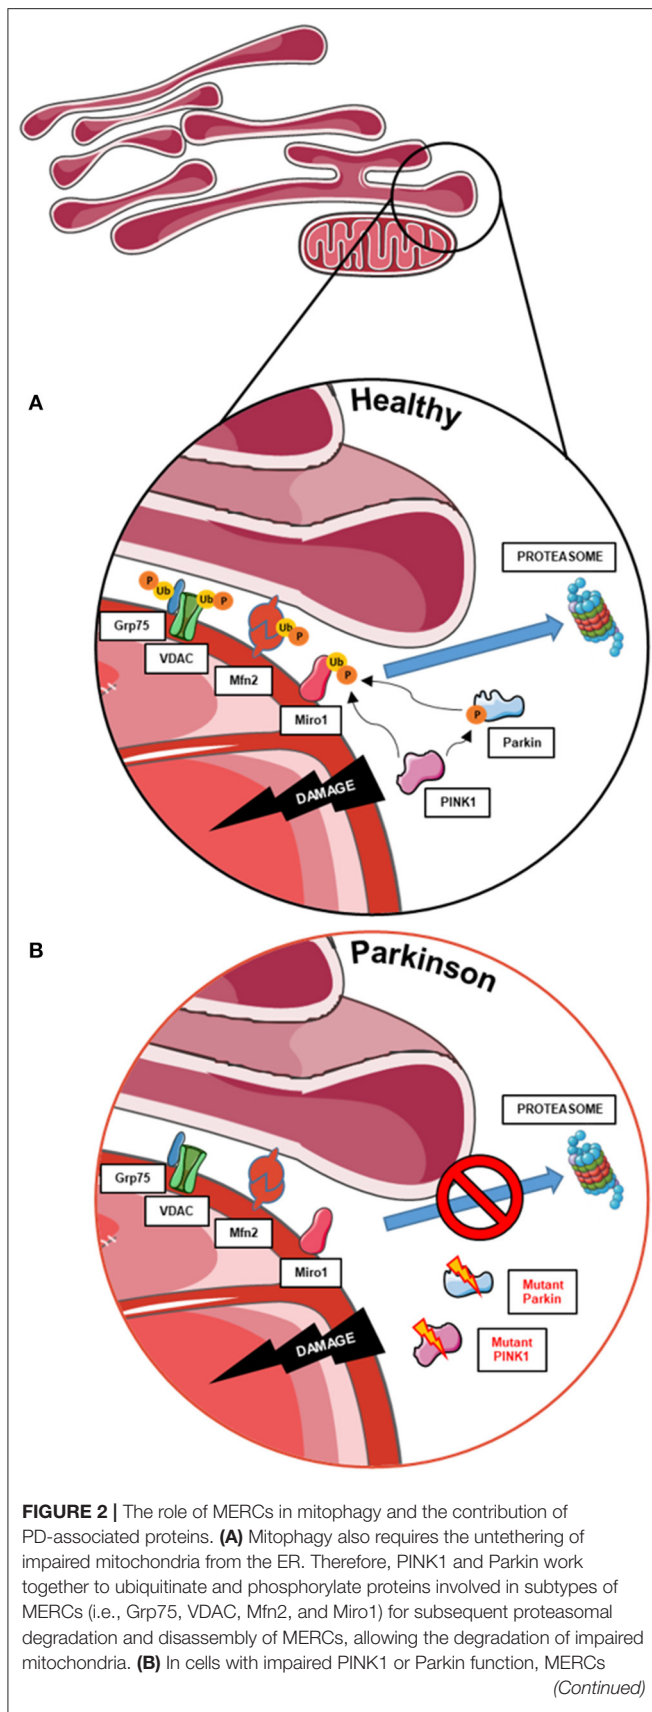 A
Healthy
PROTEASOME
P
Ub
Ub
P
Grp75
VDAC
Ub
P
Mfn2
Ub
P
Miro1
P
Parkin
PINK1
DAMAGE
B
Parkinson
PROTEASOME
Grp75
VDAC
Mfn2
Miro1
Mutant
Parkin
Mutant
PINK1
DAMAGE
FIGURE 2 | The role of MERCs in mitophagy and the contribution of
PD-associated proteins. (A) Mitophagy also requires the untethering of
impaired mitochondria from the ER. Therefore, PINK1 and Parkin work
together to ubiquitinate and phosphorylate proteins involved in subtypes of
MERCs (i.e., Grp75, VDAC, Mfn2, and Miro1) for subsequent proteasomal
degradation and disassembly of MERCs, allowing the degradation of impaired
mitochondria. (B) In cells with impaired PINK1 or Parkin function, MERCs
(Continued)